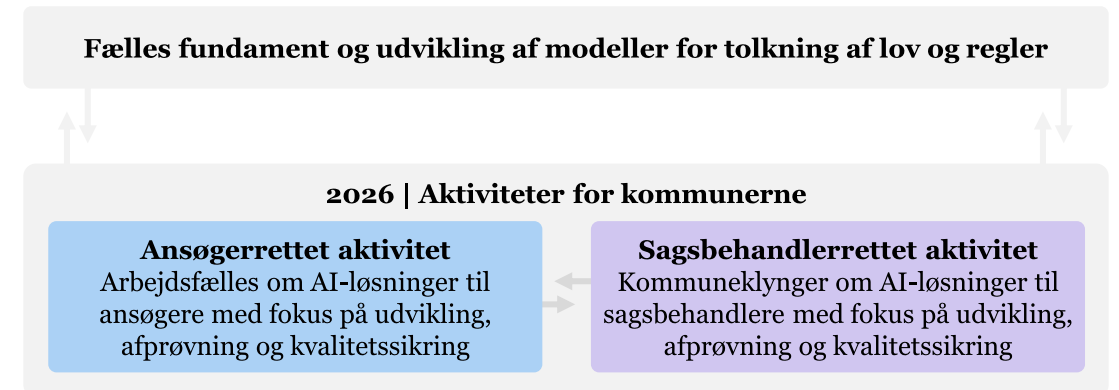 Fælles fundament og udvikling af modeller for tolkning af lov og regler
2026 | Aktiviteter for kommunerne
Ansøgerrettet aktivitet
Arbejdsfælles om AI-løsninger til
ansøgere med fokus på udvikling,
afprøvning og kvalitetssikring
Sagsbehandlerrettet aktivitet
Kommuneklynger om AI-løsninger til
sagsbehandlere med fokus på udvikling,
afprøvning og kvalitetssikring